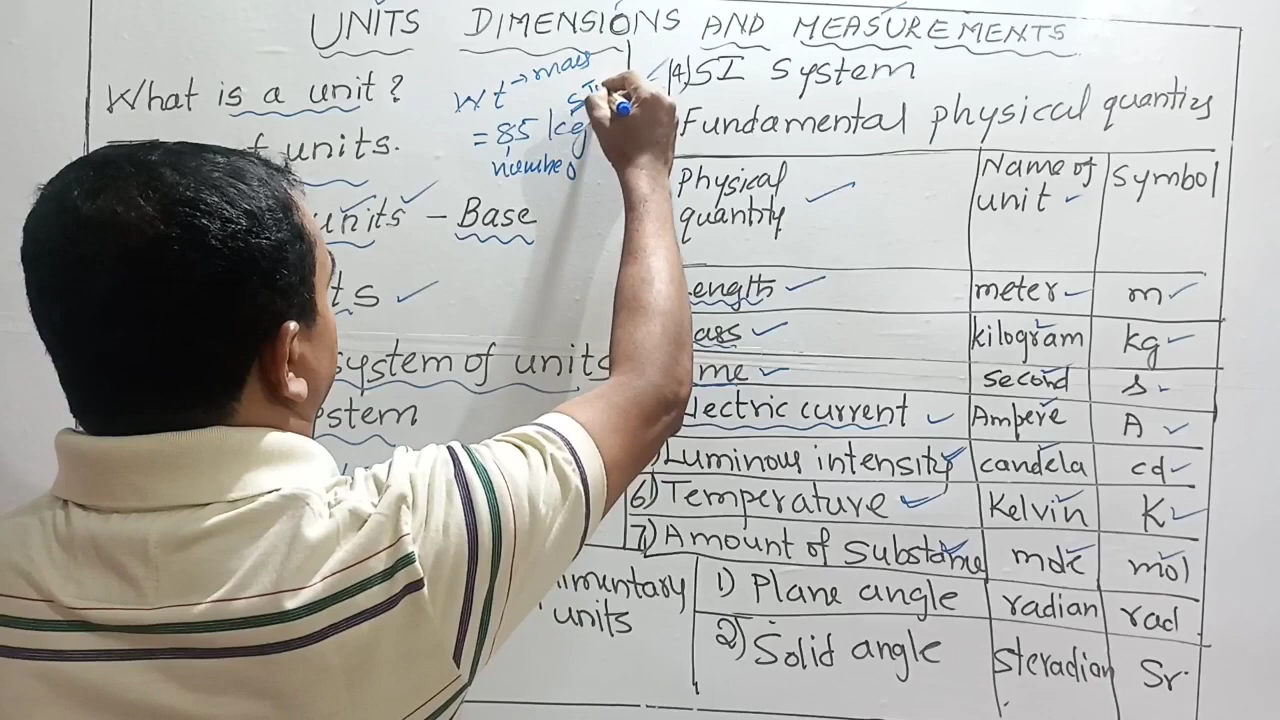 UNITS DIMENSIONS AND MEASUREMENTS
What is a unit?
Wt → mass
= 85 kg
number
units.
units - Base
ts
system of units
stem
4) SI System
Fundamental physical quantiys
physical quantity Name of unit Symbol
ength meter m
ass kilogram kg
me second s
lectric current Ampere A
Luminous intensity candela cd
6) Temperature Kelvin K
7) Amount of Substance mole mol
imentary units
1) Plane angle radian rad
2) Solid angle steradian Sr